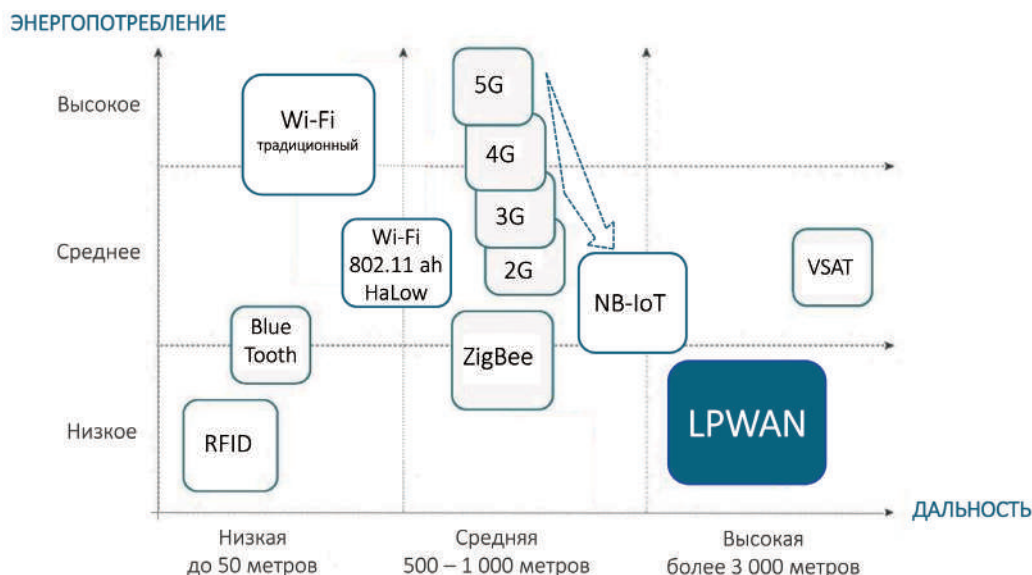 ЭНЕРГОПОТРЕБЛЕНИЕ
Высокое
Wi-Fi
традиционный
5G
4G
3G
2G
Среднее
Wi-Fi
802.11 ah
HaLow
NB-IoT
VSAT
Blue
Tooth
ZigBee
Низкое
RFID
LPWAN
ДАЛЬНОСТЬ
Низкая
до 50 метров
Средняя
500 – 1 000 метров
Высокая
более 3 000 метров